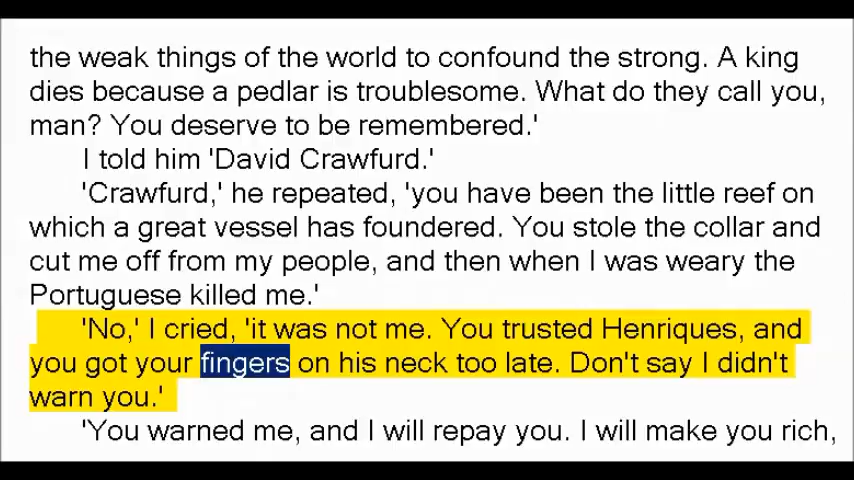 the weak things of the world to confound the strong. A king
dies because a pedlar is troublesome. What do they call you,
man? You deserve to be remembered.'
I told him 'David Crawfurd.'
'Crawfurd,' he repeated, 'you have been the little reef on
which a great vessel has foundered. You stole the collar and
cut me off from my people, and then when I was weary the
Portuguese killed me.'
'No,' I cried, 'it was not me. You trusted Henriques, and
you got your fingers on his neck too late. Don't say I didn't
warn you.'
'You warned me, and I will repay you. I will make you rich,